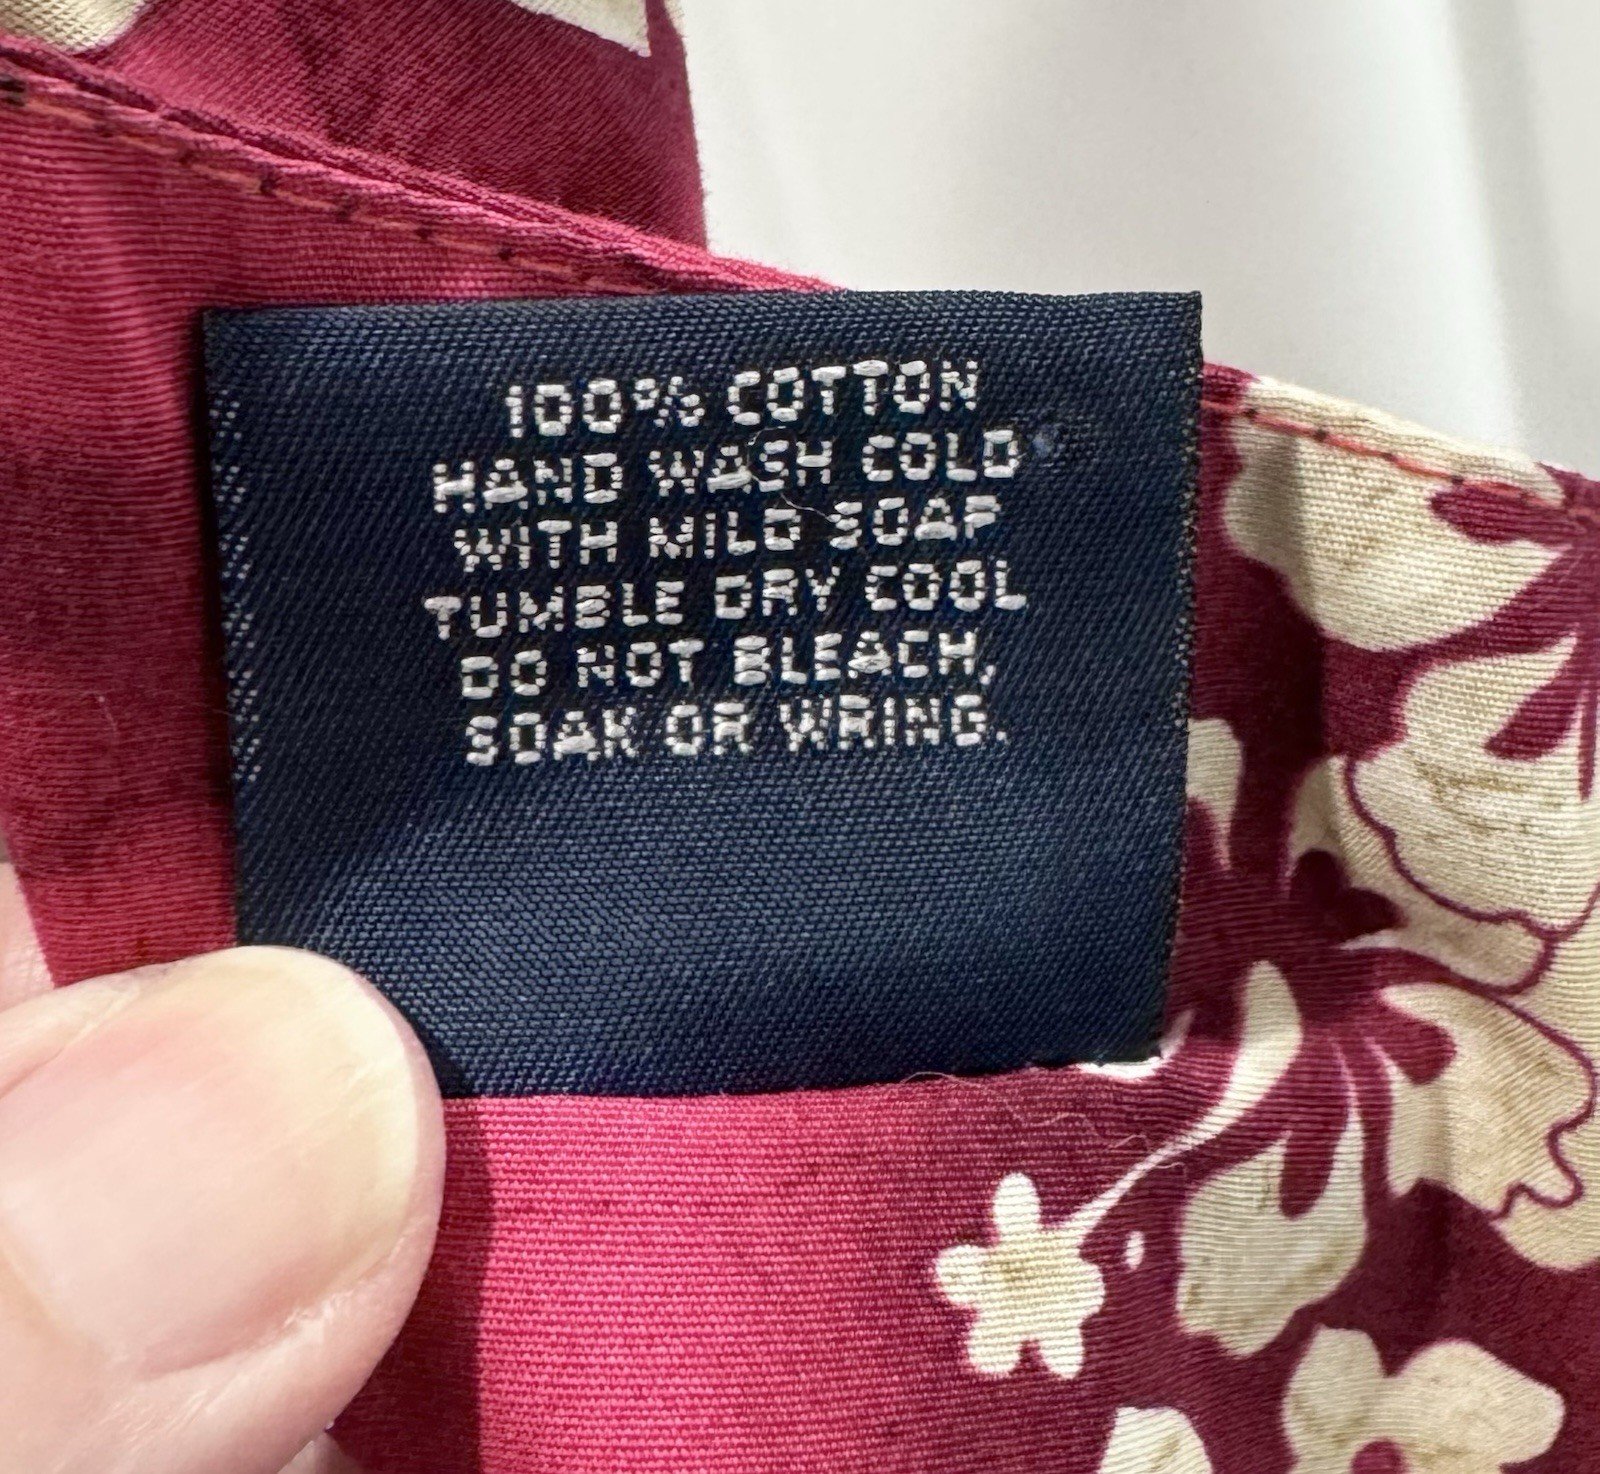 100% COTTON
HAND WASH COLD
WITH MILD SOAP
TUMBLE DRY COOL
DO NOT BLEACH,
SOAK OR WRING.